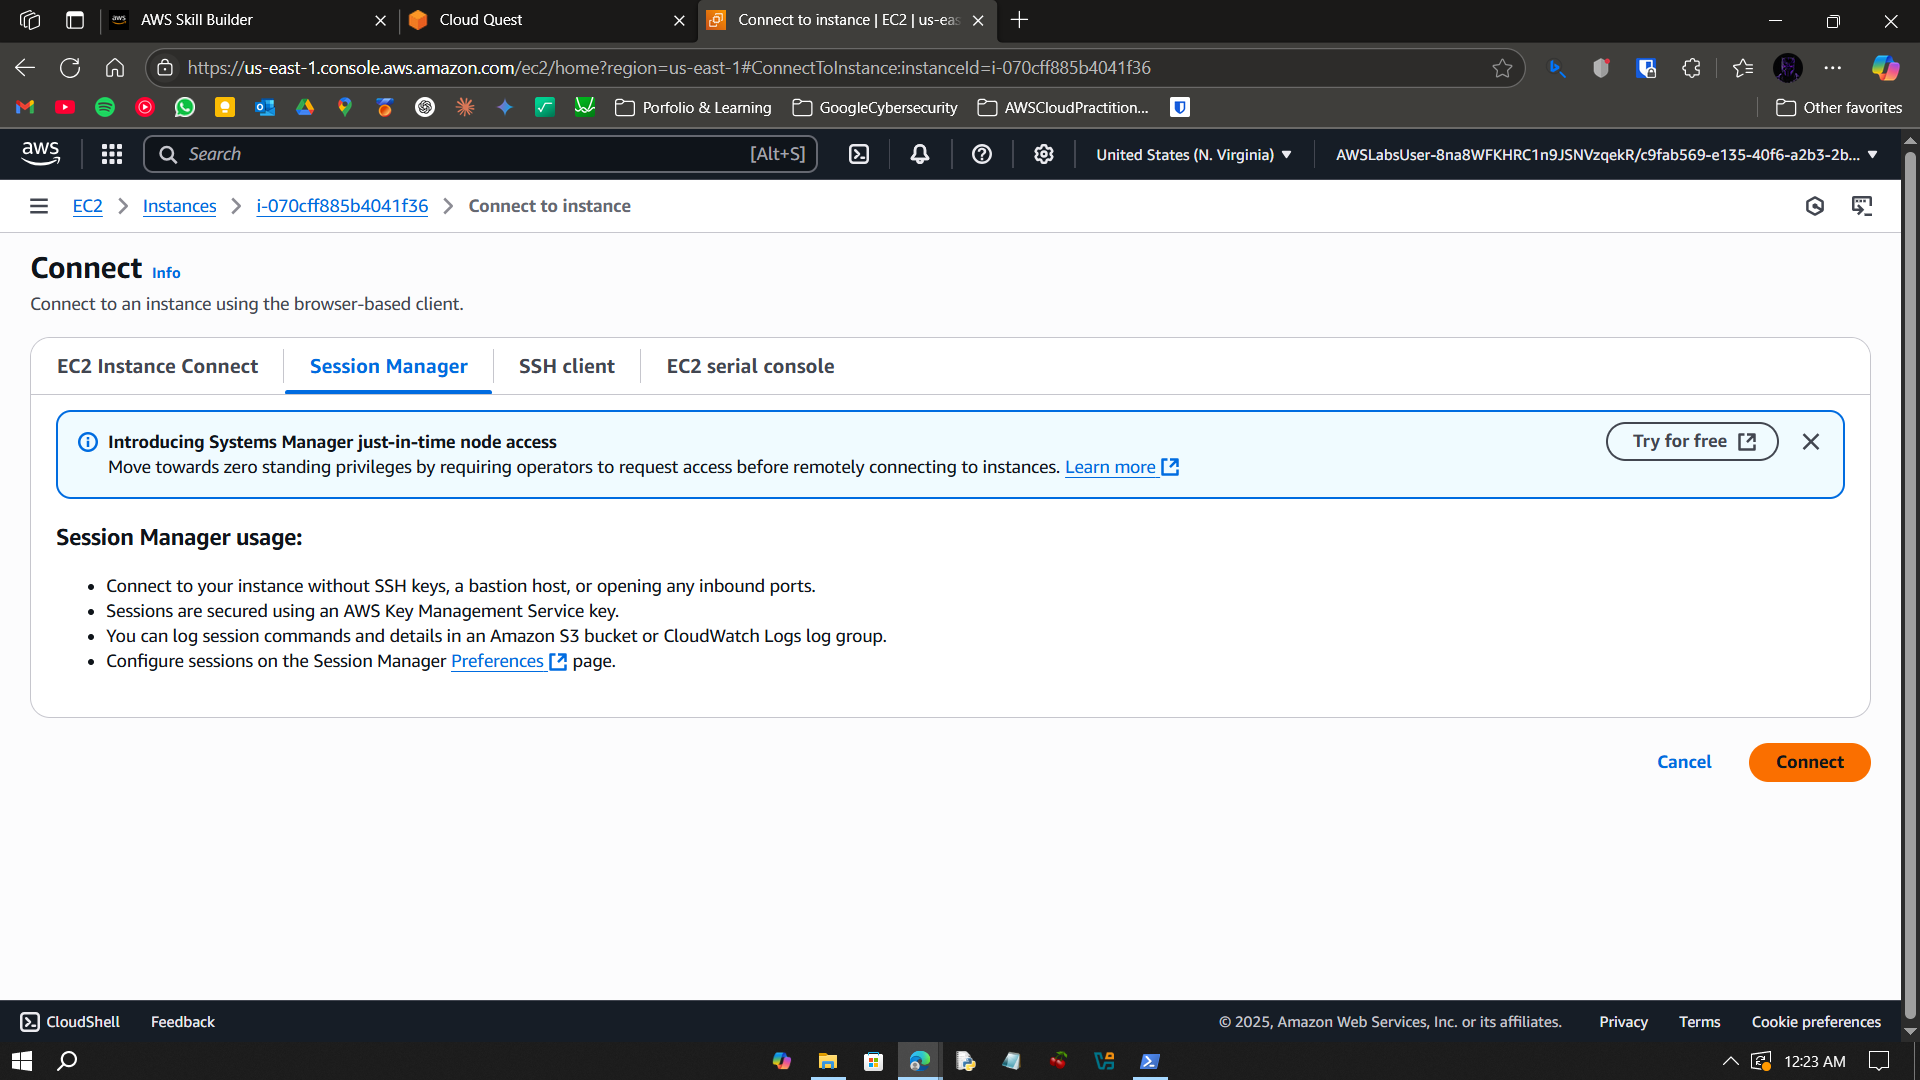 AWS Skill Builder
Cloud Quest
Connect to instance | EC2 | us-eas
https://us-east-1.console.aws.amazon.com/ec2/home?region=us-east-1#ConnectToInstance:instanceId=i-070cff885b4041f36
Porfolio & Learning
GoogleCybersecurity
AWSCloudPractition...
Other favorites
aws
Search
[Alt+S]
United States (N. Virginia)
AWSLabsUser-8na8WFKHRC1n9JSNVzqekR/c9fab569-e135-40f6-a2b3-2b...
EC2
Instances
i-070cff885b4041f36
Connect to instance
Connect Info
Connect to an instance using the browser-based client.
EC2 Instance Connect
Session Manager
SSH client
EC2 serial console
Introducing Systems Manager just-in-time node access
Move towards zero standing privileges by requiring operators to request access before remotely connecting to instances. Learn more
Try for free
Session Manager usage:
• Connect to your instance without SSH keys, a bastion host, or opening any inbound ports.
• Sessions are secured using an AWS Key Management Service key.
• You can log session commands and details in an Amazon S3 bucket or CloudWatch Logs log group.
• Configure sessions on the Session Manager Preferences page.
Cancel
Connect
CloudShell
Feedback
© 2025, Amazon Web Services, Inc. or its affiliates.
Privacy
Terms
Cookie preferences
12:23 AM